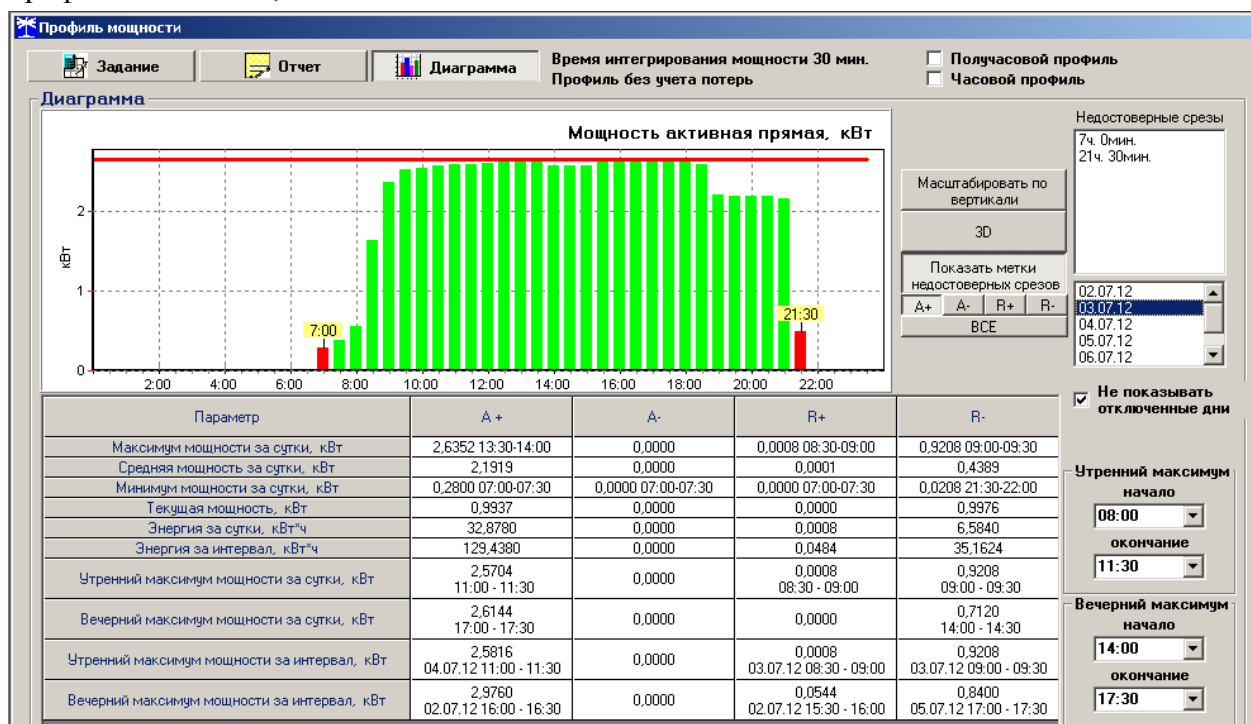 Профиль мощности
Задание
Отчет
Диаграмма
Время интегрирования мощности 30 мин.
Профиль без учета потерь
Получасовой профиль
Часовой профиль
Диаграмма
Мощность активная прямая, кВт
кВт
2
1
0
7:00
21:30
2:00 4:00 6:00 8:00 10:00 12:00 14:00 16:00 18:00 20:00 22:00
Масштабировать по
вертикали
3D
Показать метки
недостоверных срезов
A+ A- R+ R-
ВСЕ
Недостоверные срезы
7ч. 0мин.
21ч. 30мин.
02.07.12
03.07.12
04.07.12
05.07.12
06.07.12
Не показывать
отключенные дни
Параметр A + A- R+ R-
Максимум мощности за сутки, кВт 2,6352 13:30-14:00 0,0000 0,0008 08:30-09:00 0,9208 09:00-09:30
Средняя мощность за сутки, кВт 2,1919 0,0000 0,0001 0,4389
Минимум мощности за сутки, кВт 0,2800 07:00-07:30 0,0000 07:00-07:30 0,0000 07:00-07:30 0,0208 21:30-22:00
Текущая мощность, кВт 0,9937 0,0000 0,0000 0,9976
Энергия за сутки, кВт*ч 32,8780 0,0000 0,0008 6,5840
Энергия за интервал, кВт*ч 129,4380 0,0000 0,0484 35,1624
Утренний максимум мощности за сутки, кВт 2,5704 11:00 - 11:30 0,0000 0,0008 08:30 - 09:00 0,9208 09:00 - 09:30
Вечерний максимум мощности за сутки, кВт 2,6144 17:00 - 17:30 0,0000 0,0000 0,7120 14:00 - 14:30
Утренний максимум мощности за интервал, кВт 2,5816 04.07.12 11:00 - 11:30 0,0000 0,0008 03.07.12 08:30 - 09:00 0,9208 03.07.12 09:00 - 09:30
Вечерний максимум мощности за интервал, кВт 2,9760 02.07.12 16:00 - 16:30 0,0000 0,0544 02.07.12 15:30 - 16:00 0,8400 05.07.12 17:00 - 17:30
Утренний максимум
начало
08:00
окончание
11:30
Вечерний максимум
начало
14:00
окончание
17:30